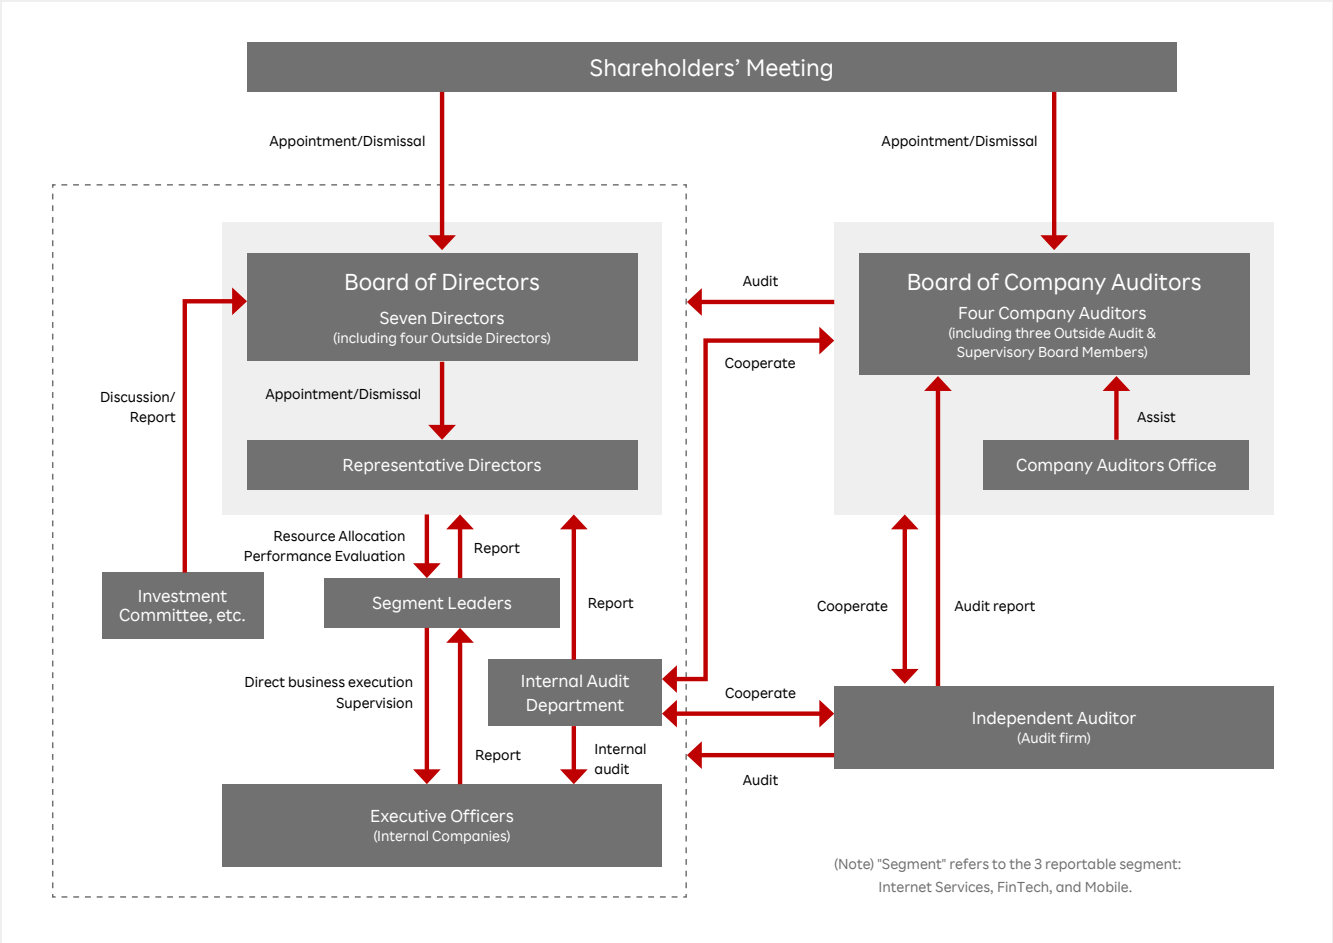 Shareholders’ Meeting
Appointment/Dismissal
Appointment/Dismissal
Board of Directors
Seven Directors
(including four Outside Directors)
Audit
Board of Company Auditors
Four Company Auditors
(including three Outside Audit &
Supervisory Board Members)
Cooperate
Discussion/
Report
Appointment/Dismissal
Assist
Representative Directors
Company Auditors Office
Resource Allocation
Performance Evaluation
Report
Investment
Committee, etc.
Segment Leaders
Report
Cooperate
Audit report
Direct business execution
Supervision
Internal Audit
Department
Cooperate
Independent Auditor
(Audit firm)
Report
Internal
audit
Audit
Executive Officers
(Internal Companies)
(Note) "Segment" refers to the 3 reportable segment:
Internet Services, FinTech, and Mobile.